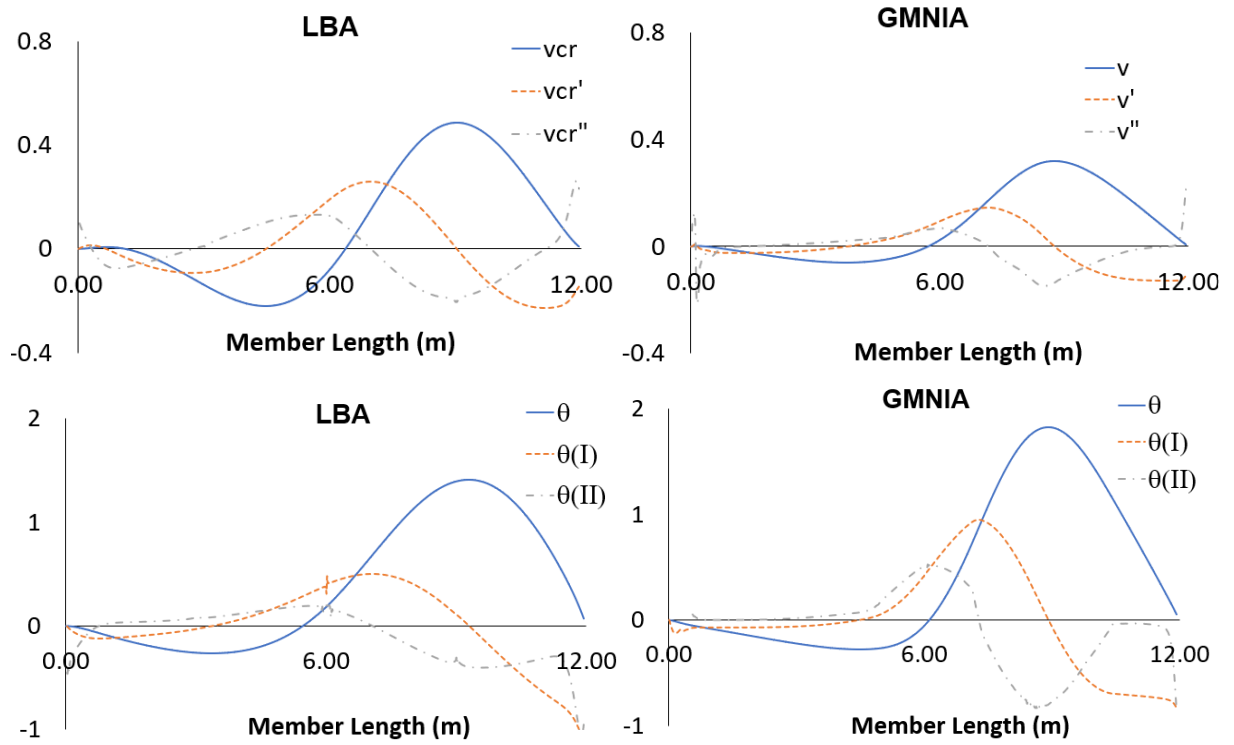 LBA
0.8
0.4
0
-0.4
0.00
6.00
12.00
vcr
vcr'
vcr"
Member Length (m)
GMNIA
0.8
0.4
0
-0.4
0.00
6.00
12.00
v
v'
v"
Member Length (m)
LBA
2
1
0
-1
0.00
6.00
12.00
θ
θ(I)
θ(II)
Member Length (m)
GMNIA
2
1
0
-1
0.00
6.00
12.00
θ
θ(I)
θ(II)
Member Length (m)